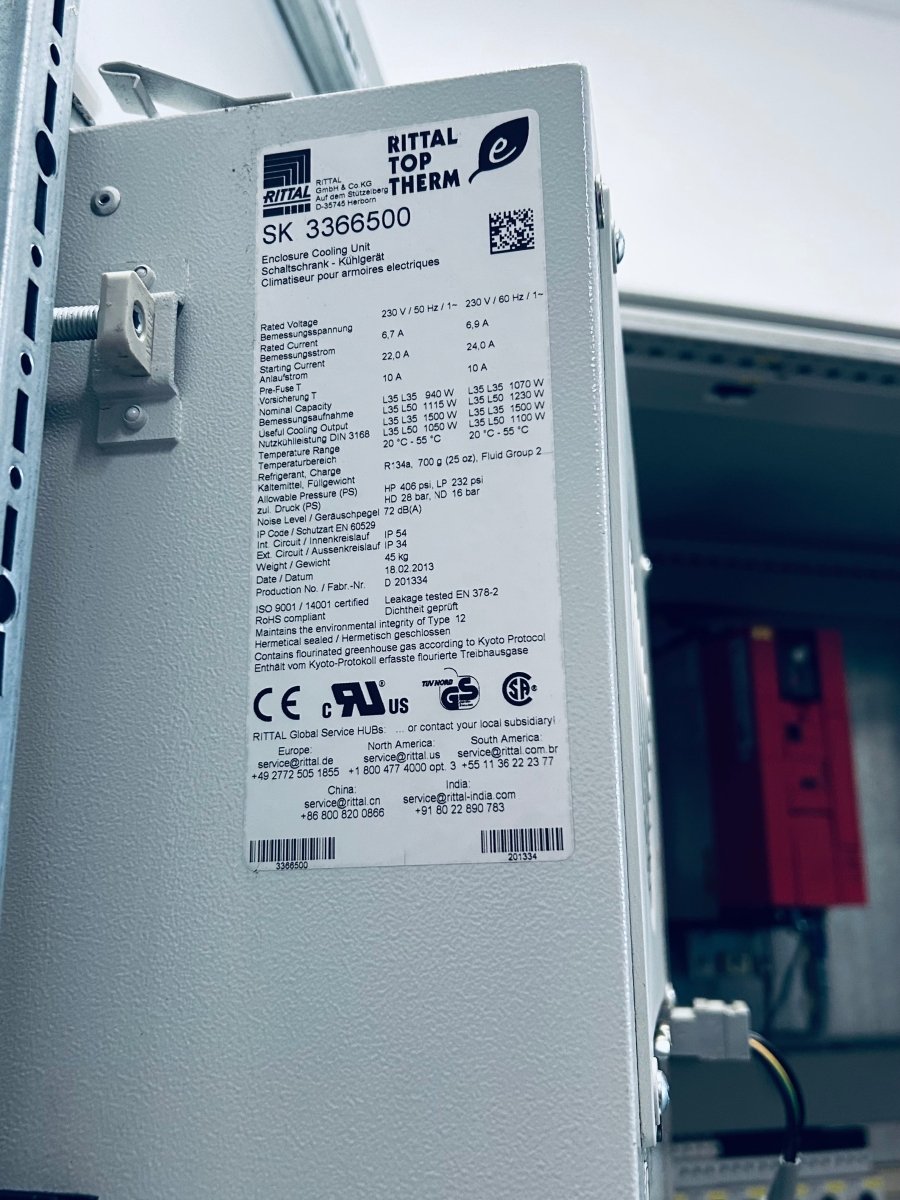 RITTAL
RITTAL
GmbH & Co.KG
Auf dem Stützelberg
D-35745 Herborn
RITTAL
TOP
THERM
e
SK 3366500
Enclosure Cooling Unit
Schaltschrank - Kühlgerät
Climatiseur pour armoires electriques
Rated Voltage 230 V / 50 Hz / 1~ 230 V / 60 Hz / 1~
Bemessungsspannung
Rated Current 6,7 A 6,9 A
Bemessungsstrom
Starting Current 22,0 A 24,0 A
Anlaufstrom
Pre-Fuse T 10 A 10 A
Vorsicherung T
Nominal Capacity L35 L35 940 W L35 L35 1070 W
Bemessungsaufnahme L35 L50 1115 W L35 L50 1230 W
Useful Cooling Output L35 L35 1500 W L35 L35 1500 W
Nutzkühlleistung DIN 3168 L35 L50 1050 W L35 L50 1100 W
Temperature Range 20 °C - 55 °C 20 °C - 55 °C
Temperaturbereich
Refrigerant, Charge R134a, 700 g (25 oz), Fluid Group 2
Kältemittel, Füllgewicht
Allowable Pressure (PS) HP 406 psi, LP 232 psi
zul. Druck (PS) HD 28 bar, ND 16 bar
Noise Level / Geräuschpegel 72 dB(A)
IP Code / Schutzart EN 60529
Int. Circuit / Innenkreislauf IP 54
Ext. Circuit / Aussenkreislauf IP 34
Weight / Gewicht 45 kg
Date / Datum 18.02.2013
Production No. / Fabr.-Nr. D 201334
ISO 9001 / 14001 certified Leakage tested EN 378-2
RoHS compliant Dichtheit geprüft
Maintains the environmental integrity of Type 12
Hermetical sealed / Hermetisch geschlossen
Contains flourinated greenhouse gas according to Kyoto Protocol
Enthält vom Kyoto-Protokoll erfasste flourierte Treibhausgase
CE c RU ® US TÜV NORD GS SA ®
RITTAL Global Service HUBs: ... or contact your local subsidiary!
Europe: North America: South America:
service@rittal.de service@rittal.us service@rittal.com.br
+49 2772 505 1855 +1 800 477 4000 opt. 3 +55 11 36 22 23 77
China: India:
service@rittal.cn service@rittal-india.com
+86 800 820 0866 +91 80 22 890 783
3366500 201334